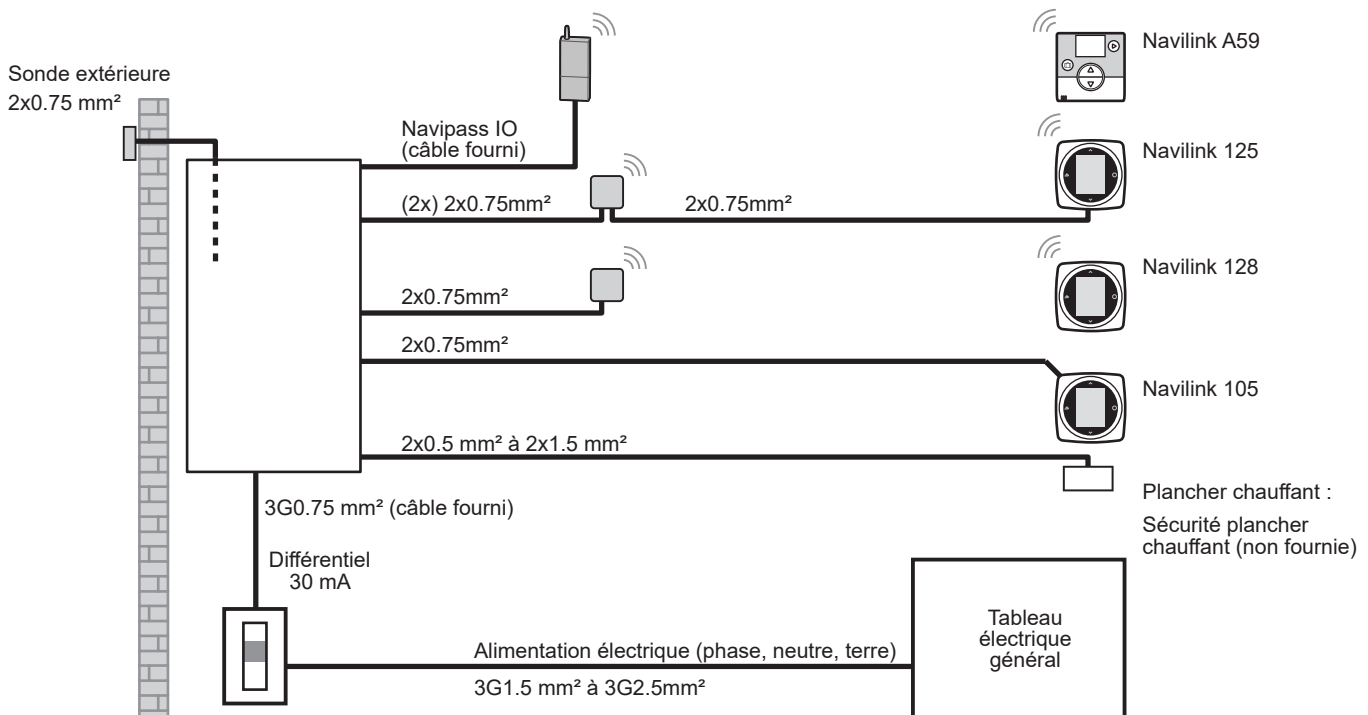 Navilink A59
Sonde extérieure
2x0.75 mm²
Navipass IO
(câble fourni)
Navilink 125
(2x) 2x0.75mm²
2x0.75mm²
Navilink 128
2x0.75mm²
2x0.75mm²
Navilink 105
2x0.5 mm² à 2x1.5 mm²
Plancher chauffant :
Sécurité plancher
chauffant (non fournie)
3G0.75 mm² (câble fourni)
Différentiel
30 mA
Tableau
électrique
général
Alimentation électrique (phase, neutre, terre)
3G1.5 mm² à 3G2.5mm²